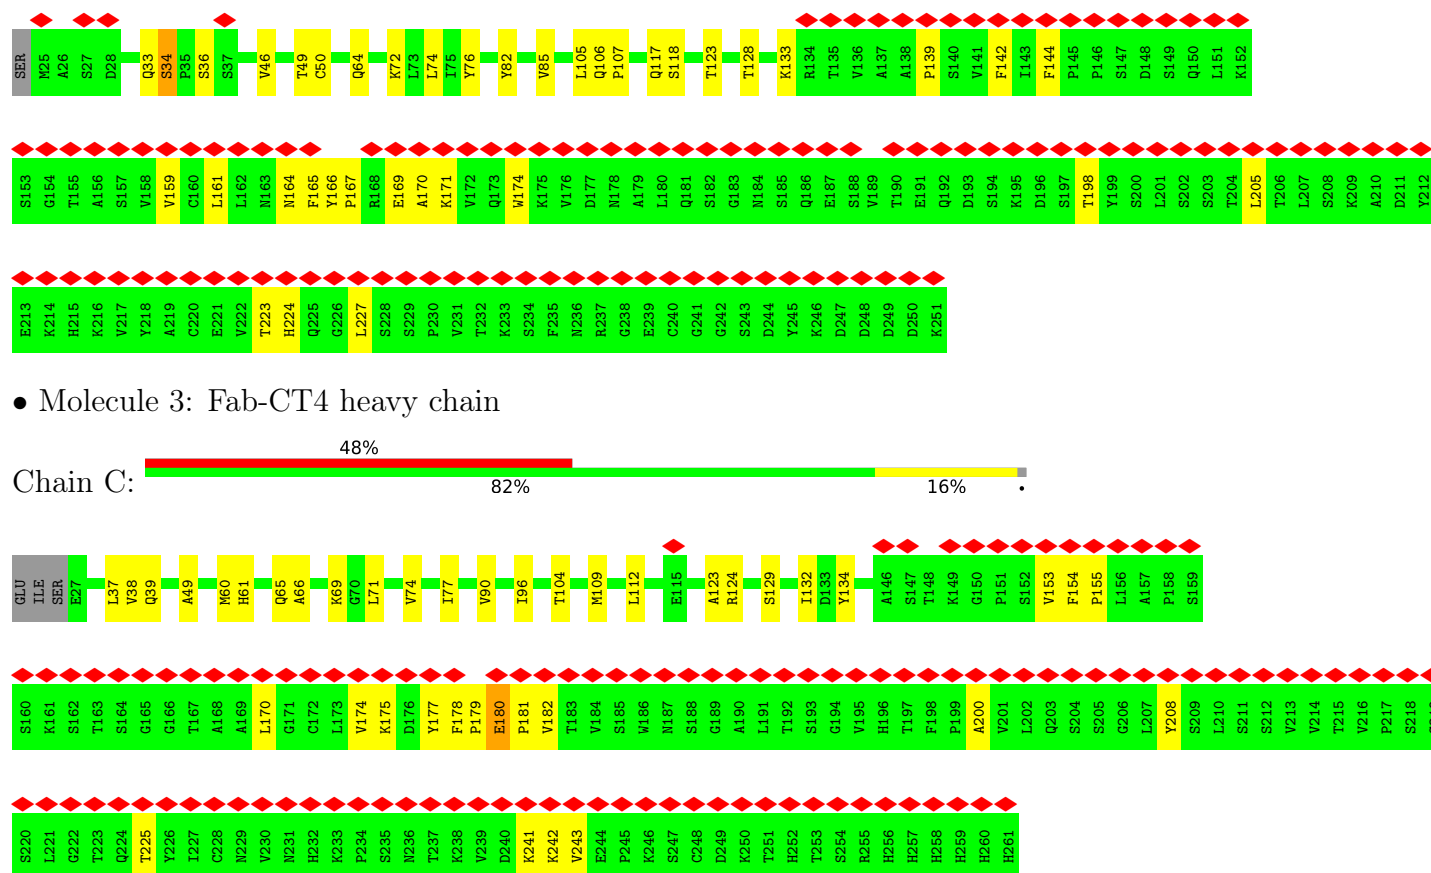 SER M25 A26 S27 D28 Q33 S34 P35 S36 S37 V46 T49 C50 Q64 K72 L73 L74 I75 Y76 Y82 V85 L105 Q106 P107 Q117 S118 T123 T128 K133 R134 T135 V136 A137 A138 P139 S140 V141 F142 I143 F144 P145 P146 S147 D148 S149 Q150 L151 K152
S153 G154 T155 A156 S157 V158 V159 G160 L161 L162 N163 N164 F165 Y166 P167 R168 E169 A170 K171 V172 Q173 W174 K175 V176 D177 N178 A179 L180 Q181 S182 G183 N184 S185 Q186 E187 S188 V189 T190 E191 Q192 D193 S194 K195 D196 S197 T198 Y199 S200 L201 S202 S203 T204 L205 T206 L207 S208 K209 A210 D211 Y212
E213 K214 H215 K216 V217 Y218 A219 C220 E221 V222 T223 H224 Q225 G226 L227 S228 S229 P230 V231 T232 K233 S234 F235 N236 R237 G238 E239 C240 G241 G242 S243 D244 Y245 K246 D247 D248 D249 D250 K251
• Molecule 3: Fab-CT4 heavy chain
48%
Chain C:
82% 16% •
GLU ILE SER E27 L37 V38 Q39 A49 M60 H61 Q65 A66 K69 G70 L71 V74 I77 V90 I96 T104 M109 L112 E115 A123 R124 S129 I132 D133 Y134 A146 S147 T148 K149 G150 P151 S152 V153 F154 P155 L156 A157 P158 S159
S160 K161 S162 T163 S164 G165 G166 T167 A168 A169 L170 G171 C172 L173 V174 K175 D176 Y177 F178 P179 E180 P181 V182 T183 V184 S185 W186 N187 S188 G189 A190 L191 T192 S193 G194 V195 H196 T197 F198 P199 A200 V201 L202 Q203 S204 S205 G206 L207 Y208 S209 L210 S211 S212 V213 V214 T215 V216 P217 S218
S220 L221 G222 T223 Q224 T225 Y226 I227 C228 N229 V230 N231 H232 K233 P234 S235 N236 T237 K238 V239 D240 K241 K242 V243 E244 P245 K246 S247 C248 D249 K250 T251 H252 T253 S254 R255 H256 H257 H258 H259 H260 H261